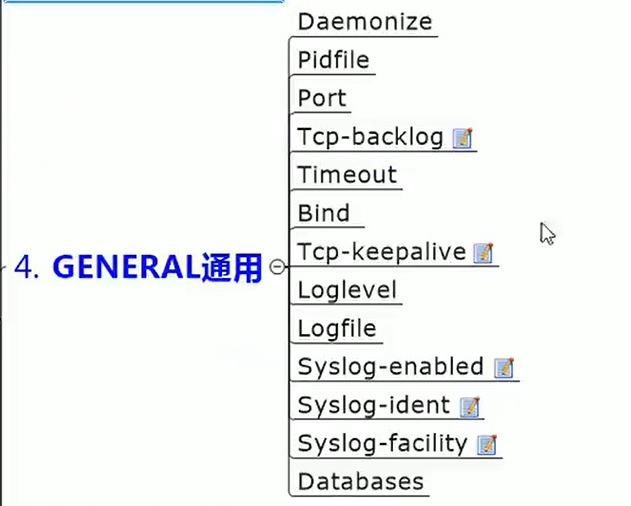 Daemonize
Pidfile
Port
Tcp-backlog
Timeout
Bind
4. GENERAL通用
Tcp-keepalive
Loglevel
Logfile
Syslog-enabled
Syslog-ident
Syslog-facility
Databases